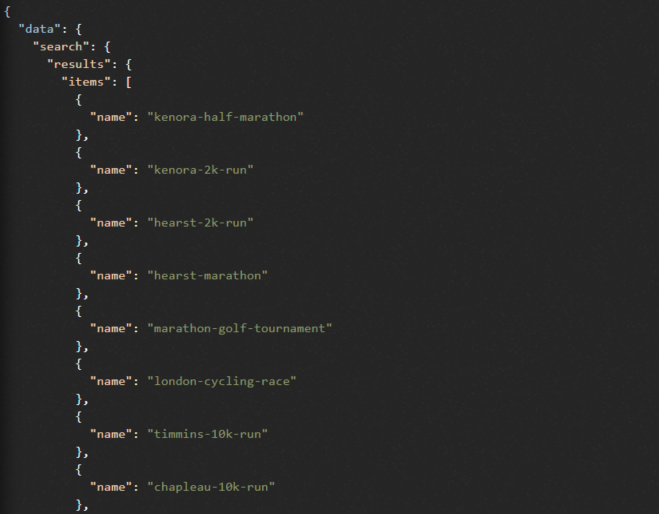 {
  "data": {
    "search": {
      "results": {
        "items": [
          {
            "name": "kenora-half-marathon"
          },
          {
            "name": "kenora-2k-run"
          },
          {
            "name": "hearst-2k-run"
          },
          {
            "name": "hearst-marathon"
          },
          {
            "name": "marathon-golf-tournament"
          },
          {
            "name": "london-cycling-race"
          },
          {
            "name": "timmins-10k-run"
          },
          {
            "name": "chapleau-10k-run"
          },